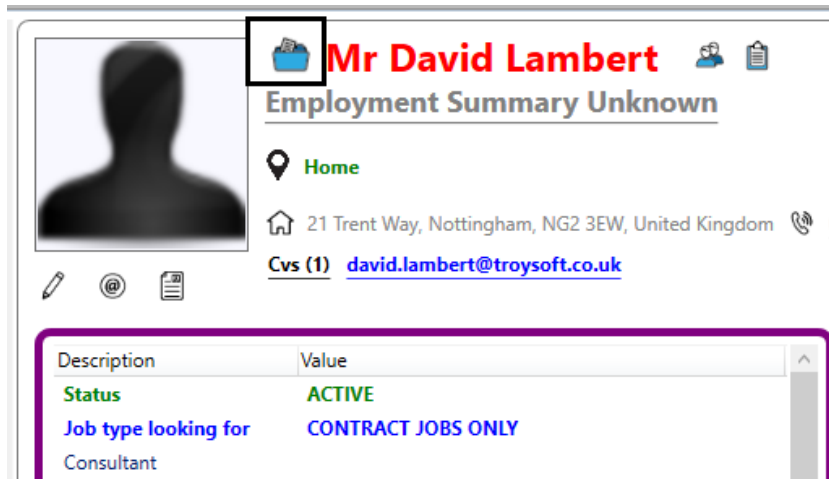 Mr David Lambert
Employment Summary Unknown
Home
21 Trent Way, Nottingham, NG2 3EW, United Kingdom
Cvs (1) david.lambert@troysoft.co.uk
Description Value
Status ACTIVE
Job type looking for CONTRACT JOBS ONLY
Consultant